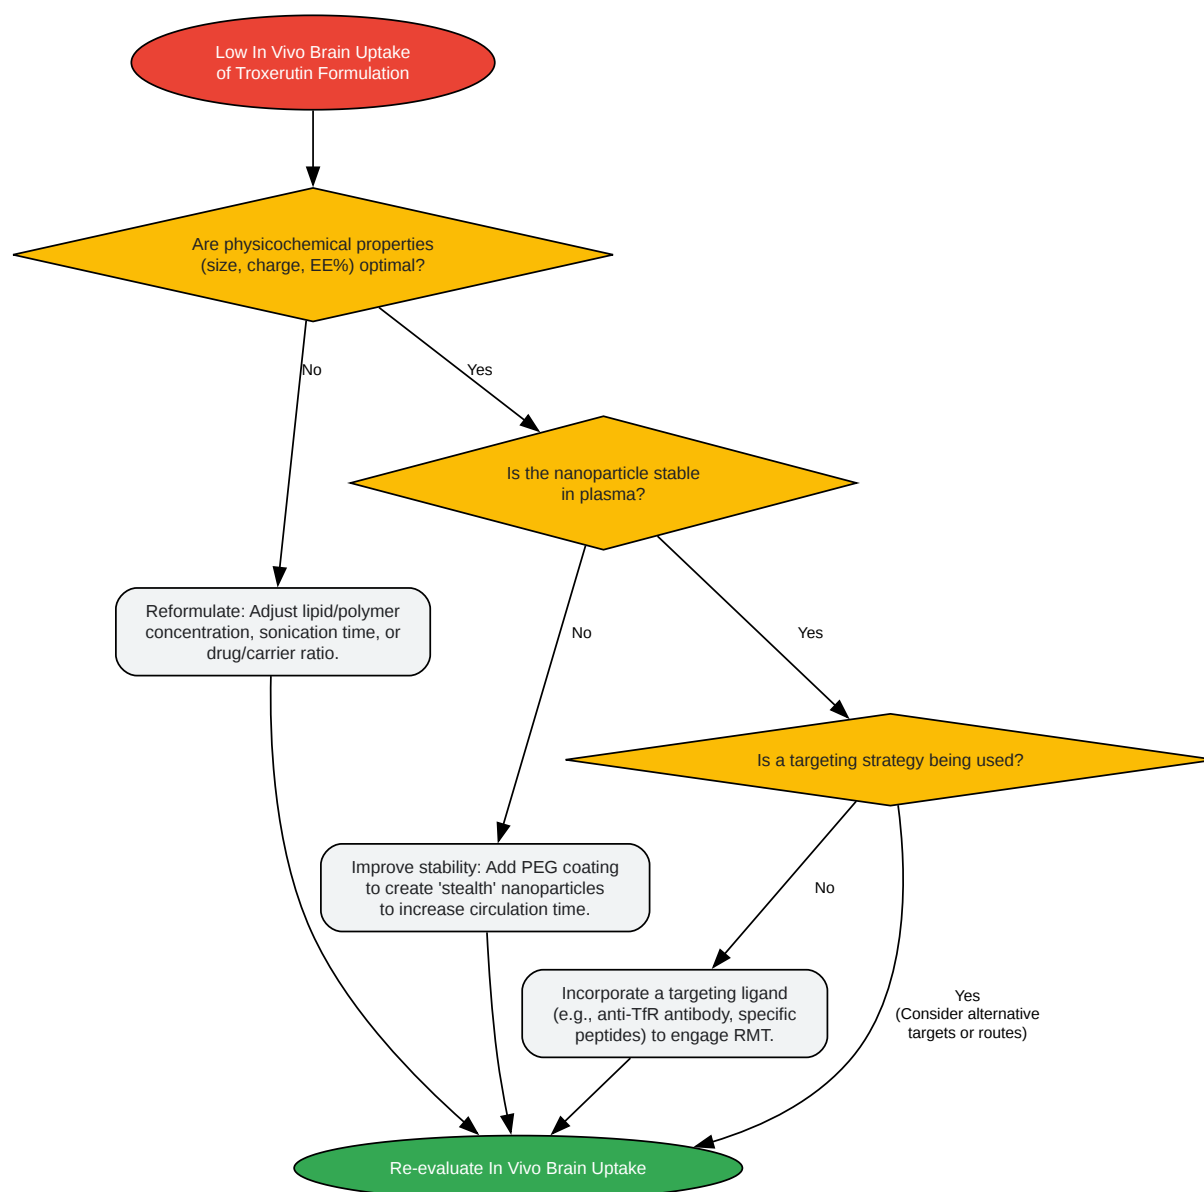 Low In Vivo Brain Uptake
of Troxerutin Formulation
Are physicochemical properties
(size, charge, EE%) optimal?
No
Yes
Is the nanoparticle stable
in plasma?
Reformulate: Adjust lipid/polymer
concentration, sonication time, or
drug/carrier ratio.
No
Yes
Is a targeting strategy being used?
Improve stability: Add PEG coating
to create 'stealth' nanoparticles
to increase circulation time.
No
Incorporate a targeting ligand
(e.g., anti-TfR antibody, specific
peptides) to engage RMT.
Yes
(Consider alternative
targets or routes)
Re-evaluate In Vivo Brain Uptake